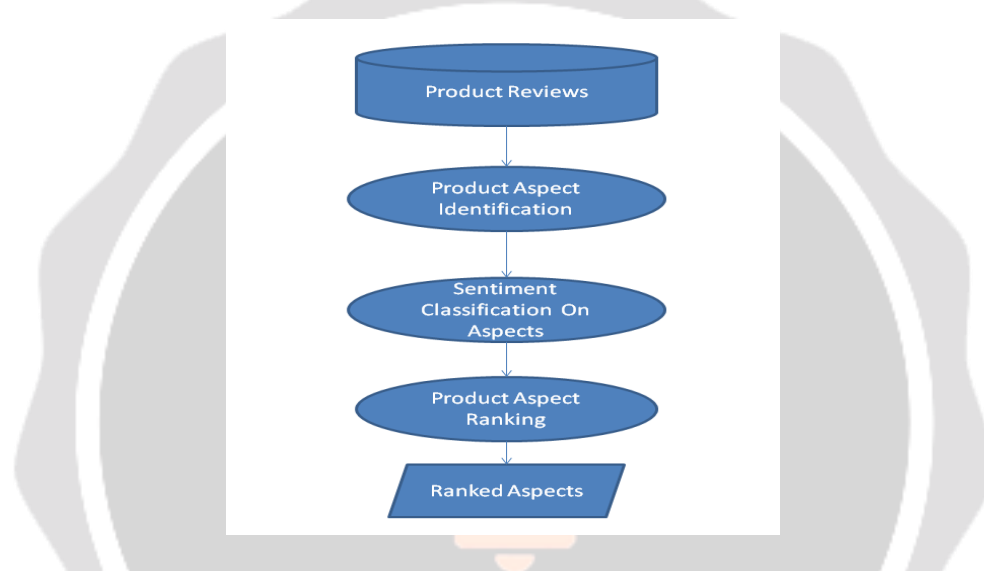 Product Reviews
Product Aspect
Identification
Sentiment
Classification On
Aspects
Product Aspect
Ranking
Ranked Aspects